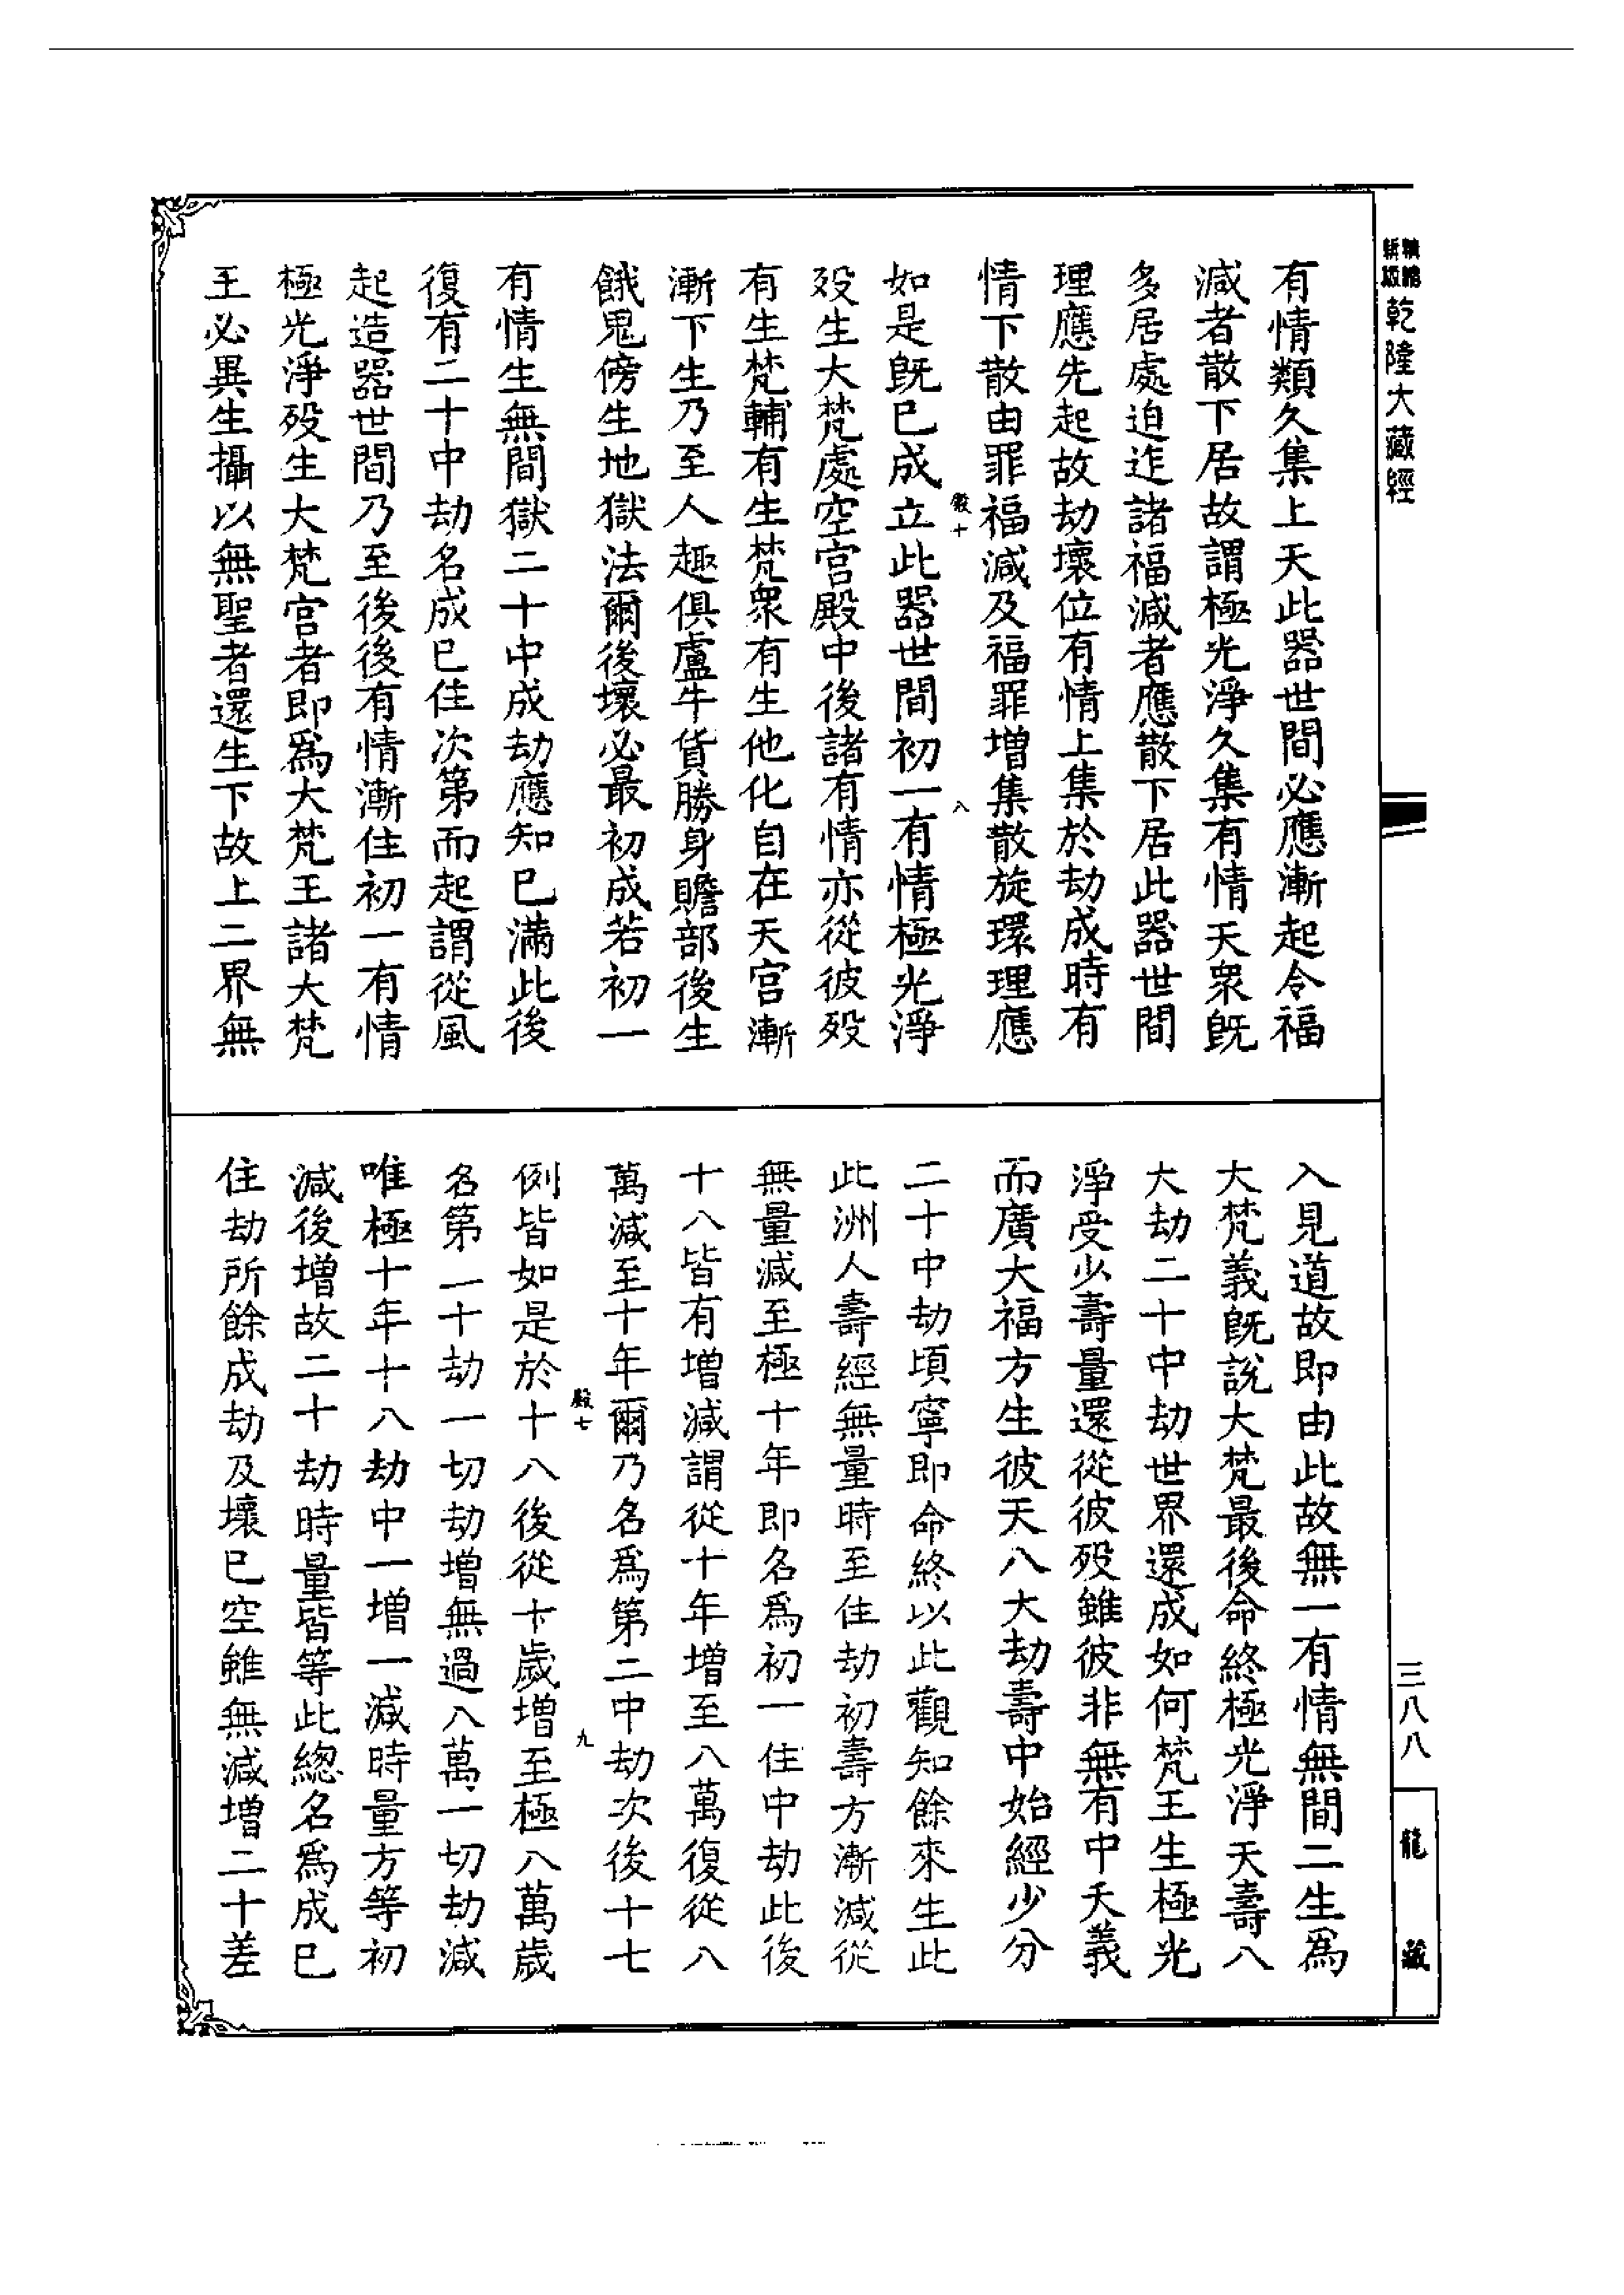 精編新版
乾隆大藏經
有情類久集上天此器世間必應漸起令福
減者散下居故謂極光淨久集有情天衆旣
多居處迫迮諸福減者應散下居此器世間
理應先起故劫壞位有情上集於劫成時有
情下散由罪福減及福罪增集散旋環理應
十 八
如是旣已成立此器世間初一有情極光淨
歿生大梵處空宮殿中後諸有情亦從彼歿
有生梵輔有生梵衆有生他化自在天宮漸
漸下生乃至人趣俱盧牛貨勝身贍部後生
餓鬼傍生地獄法爾後壞必最初成若初一
有情生無間獄二十中成劫應知已滿此後
復有二十中劫名成已住次第而起謂從風
起造器世間乃至後後有情漸住初一有情
極光淨歿生大梵宮者即爲大梵王諸大梵
王必異生攝以無聖者還生下故上二界無
入見道故即由此故無一有情無間二生爲
大梵義旣說大梵最後命終極光淨天壽八
大劫二十中劫世界還成如何梵王生極光
淨受少壽量還從彼歿雖彼非無有中夭義
而廣大福方生彼天八大劫壽中始經少分
二十中劫頃寧即命終以此觀知餘來生此
此洲人壽經無量時至住劫初壽方漸減從
無量減至極十年即名爲初一住中劫此後
十八皆有增減謂從十年增至八萬復從八
萬減至十年爾乃名爲第二中劫次後十七
七 九
例皆如是於十八後從十歲增至極八萬歲
名第二十劫一切劫增無過八萬一切劫減
唯極十年十八劫中一增一減時量方等初
減後增故二十劫時量皆等此總名爲成已
住劫所餘成劫及壞已空雖無減增二十差
三八八
龍藏